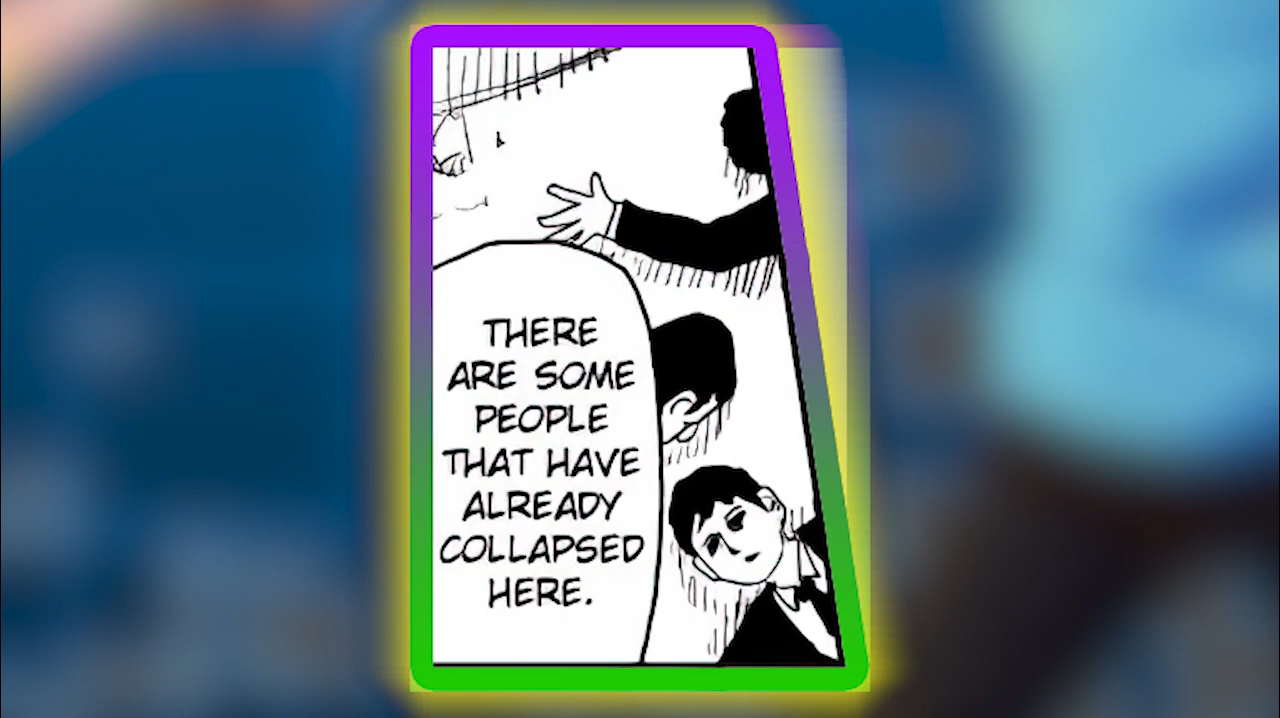 THERE
ARE SOME
PEOPLE
THAT HAVE
ALREADY
COLLAPSED
HERE.